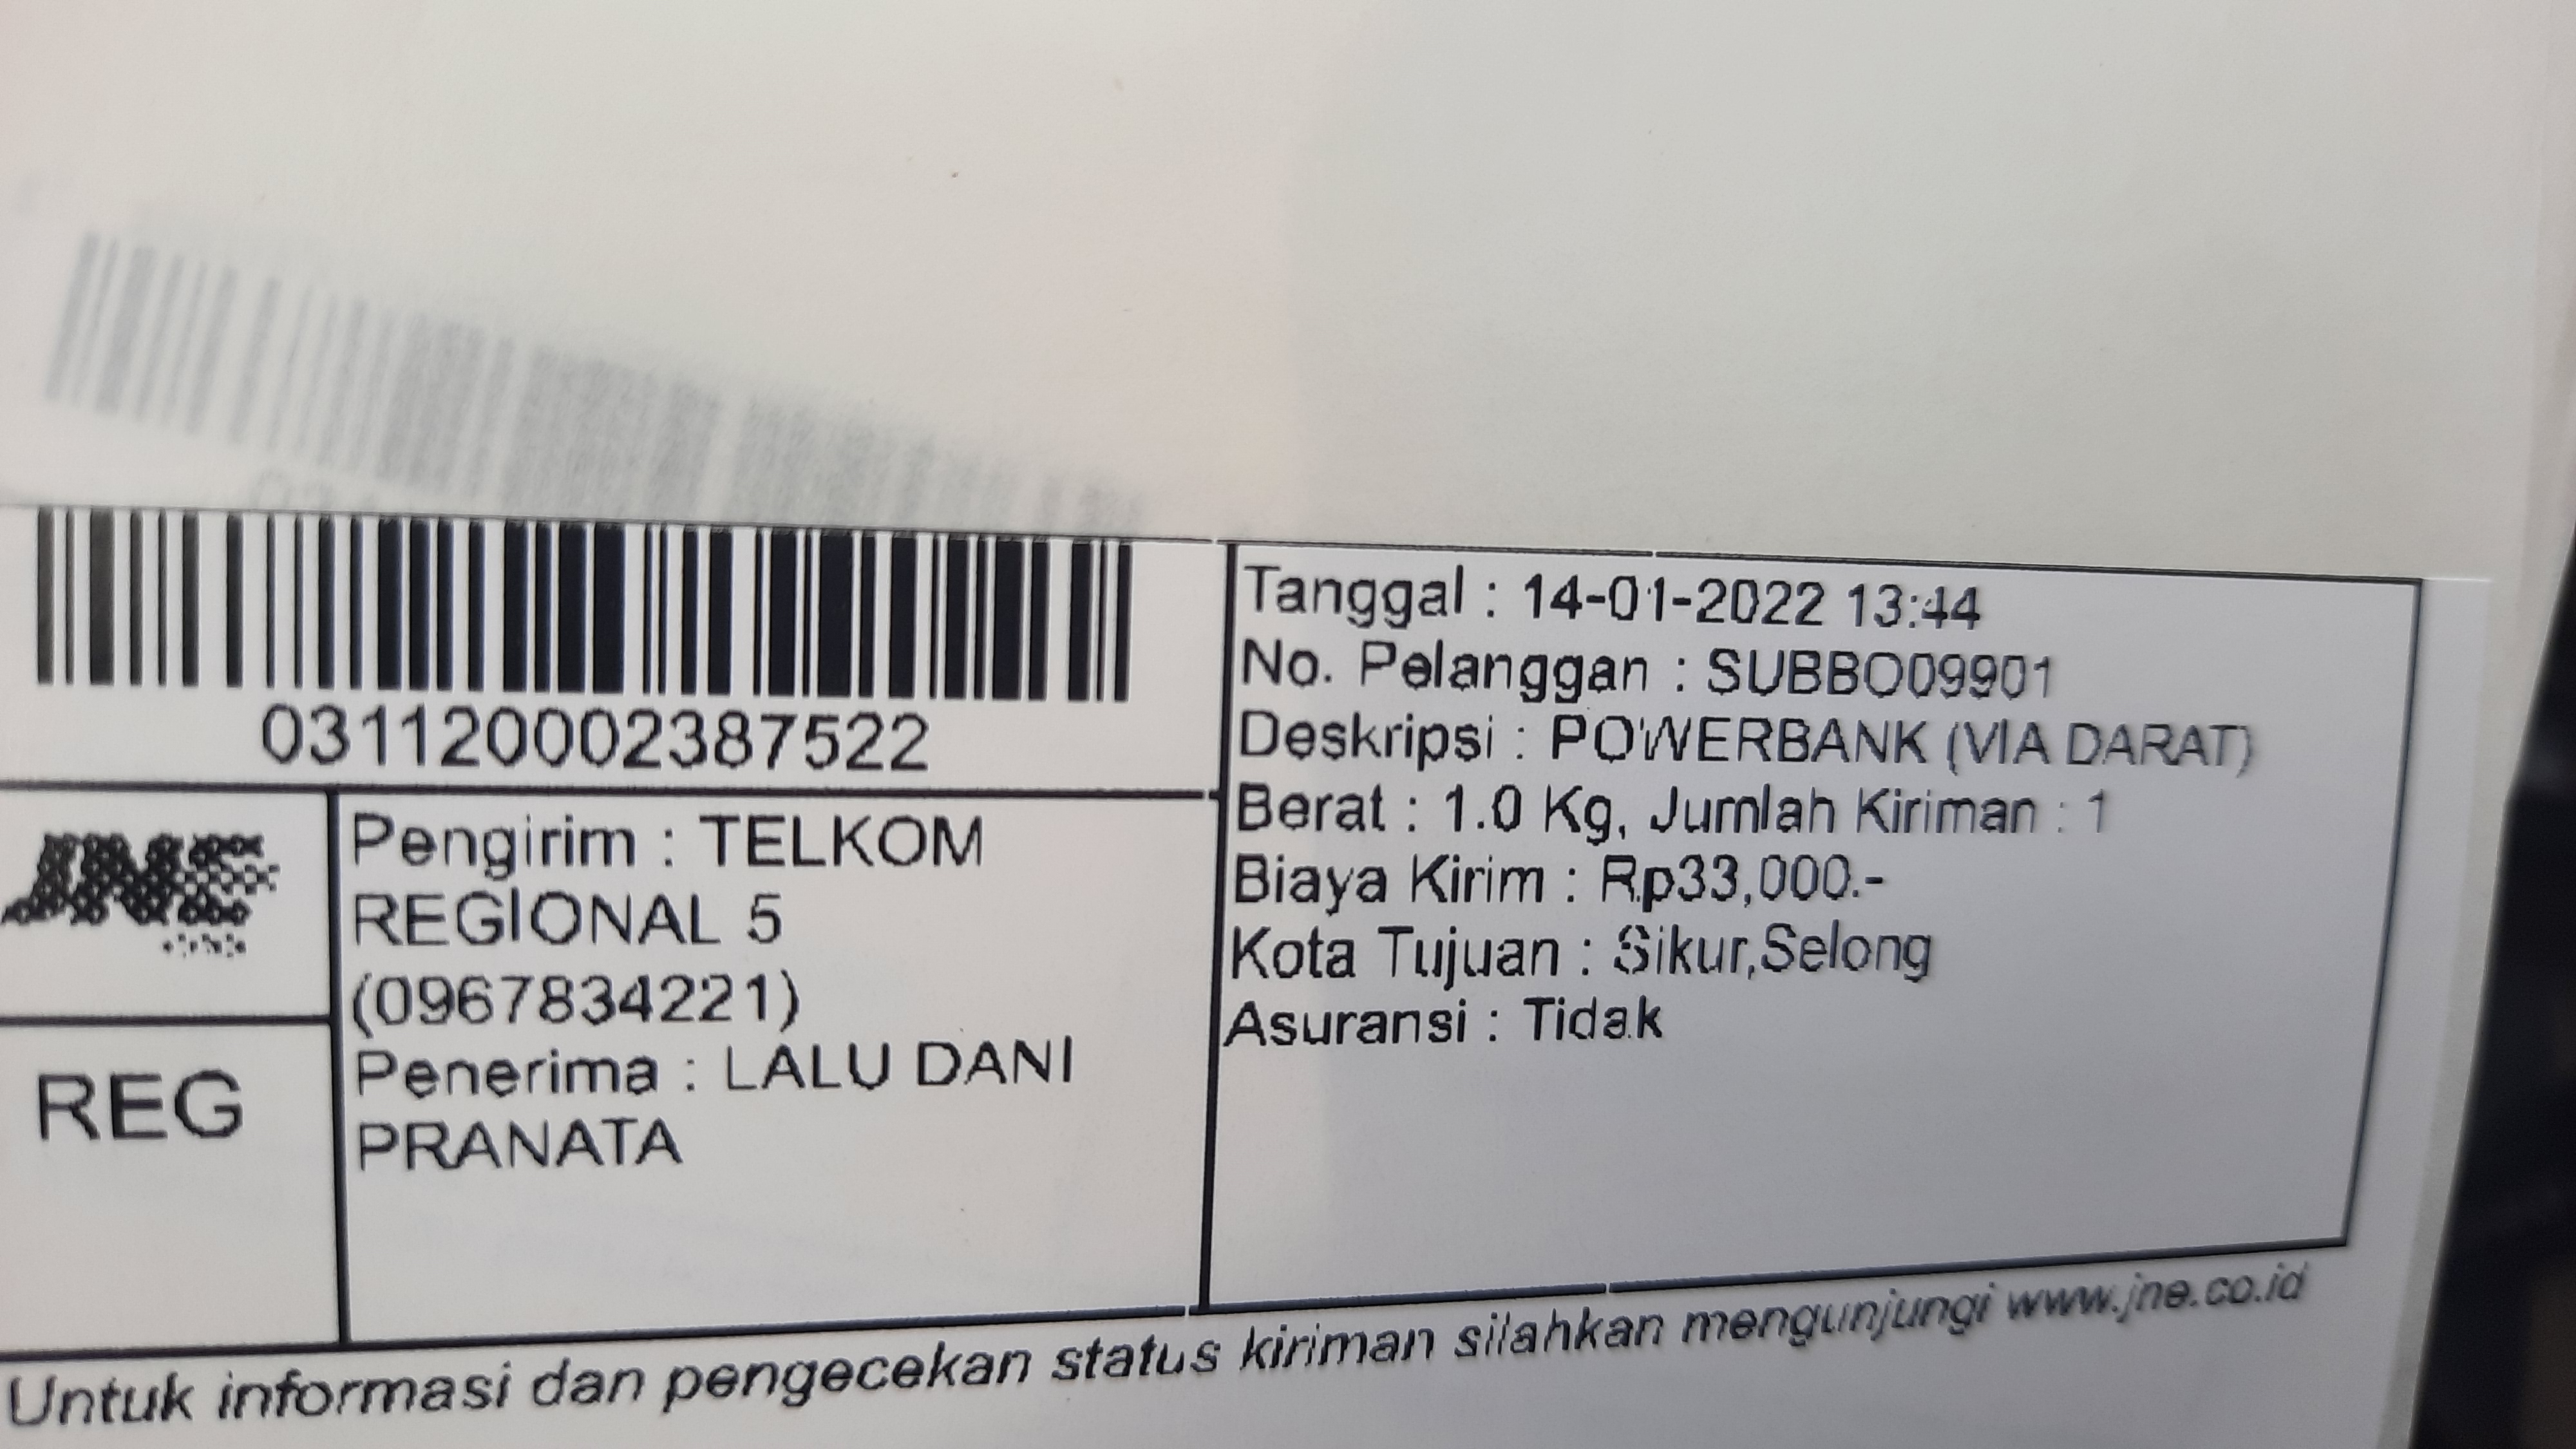 031120002387522
JNE
REG
Pengirim : TELKOM
REGIONAL 5
(0967834221)
Penerima : LALU DANI
PRANATA
Tanggal : 14-01-2022 13:44
No. Pelanggan : SUBBO09901
Deskripsi : POWERBANK (VIA DARAT)
Berat : 1.0 Kg, Jumlah Kiriman : 1
Biaya Kirim : Rp33,000.-
Kota Tujuan : Sikur,Selong
Asuransi : Tidak
Untuk informasi dan pengecekan status kiriman silahkan mengunjungi www.jne.co.id